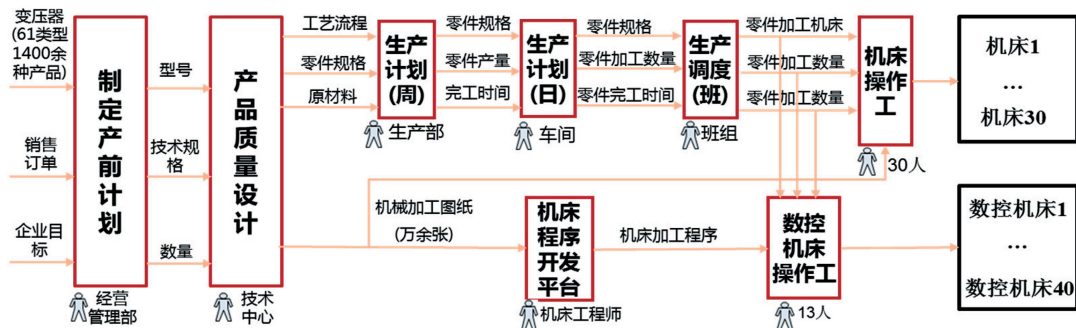 变压器
(61类型
1400余
种产品)
销售
订单
企业目
标
制定产前计划
经营
管理部
型号
技术规
格
数量
产品质量设计
技术
中心
工艺流程
零件规格
原材料
生产
计划
(周)
生产部
零件规格
零件产量
完工时间
生产
计划
(日)
车间
零件规格
零件加工数量
零件完工时间
生产
调度
(班)
班组
零件加工机床
零件加工数量
零件加工数量
机床
操作
工
30人
机床1
...
机床30
机械加工图纸
(万余张)
机床
程序
开发
平台
机床工程师
机床加工程序
数控
机床
操作工
13人
数控机床1
...
数控机床40